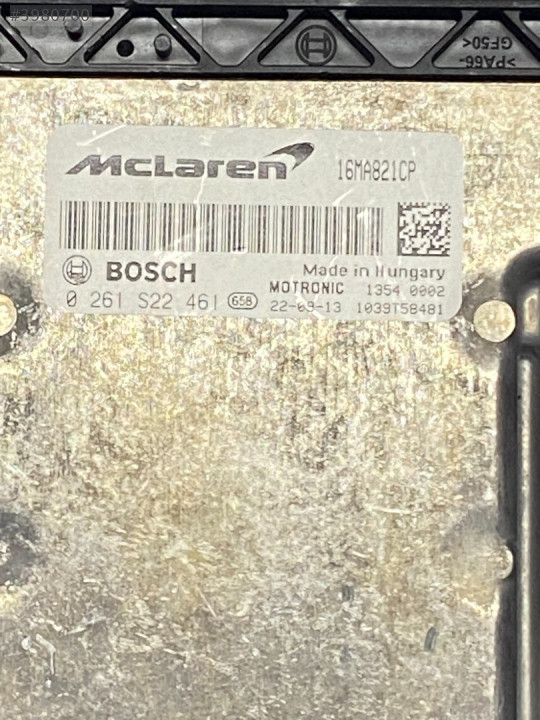 #3980700
>PA66-
GF50<
McLaren
16MA821CP
BOSCH
Made in Hungary
MOTRONIC 1354 0002
0 261 S22 461 658 22-09-13 1039T58481